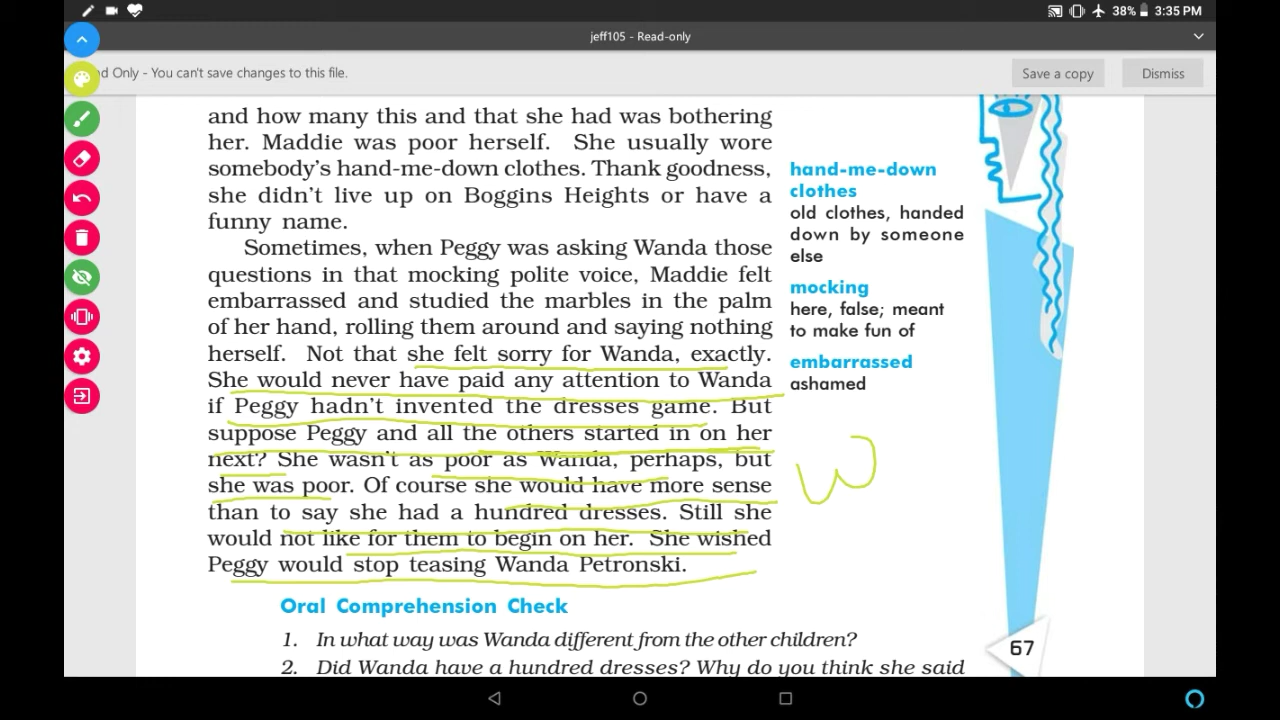 38% 3:35 PM
jeff105 - Read-only
d Only - You can't save changes to this file.
Save a copy
Dismiss
and how many this and that she had was bothering
her. Maddie was poor herself. She usually wore
somebody's hand-me-down clothes. Thank goodness,
she didn't live up on Boggins Heights or have a
funny name.
Sometimes, when Peggy was asking Wanda those
questions in that mocking polite voice, Maddie felt
embarrassed and studied the marbles in the palm
of her hand, rolling them around and saying nothing
herself. Not that she felt sorry for Wanda, exactly.
She would never have paid any attention to Wanda
if Peggy hadn't invented the dresses game. But
suppose Peggy and all the others started in on her
next? She wasn't as poor as Wanda, perhaps, but
she was poor. Of course she would have more sense
than to say she had a hundred dresses. Still she
would not like for them to begin on her. She wished
Peggy would stop teasing Wanda Petronski.
hand-me-down
clothes
old clothes, handed
down by someone
else
mocking
here, false; meant
to make fun of
embarrassed
ashamed
W
Oral Comprehension Check
1. In what way was Wanda different from the other children?
2. Did Wanda have a hundred dresses? Why do you think she said
67